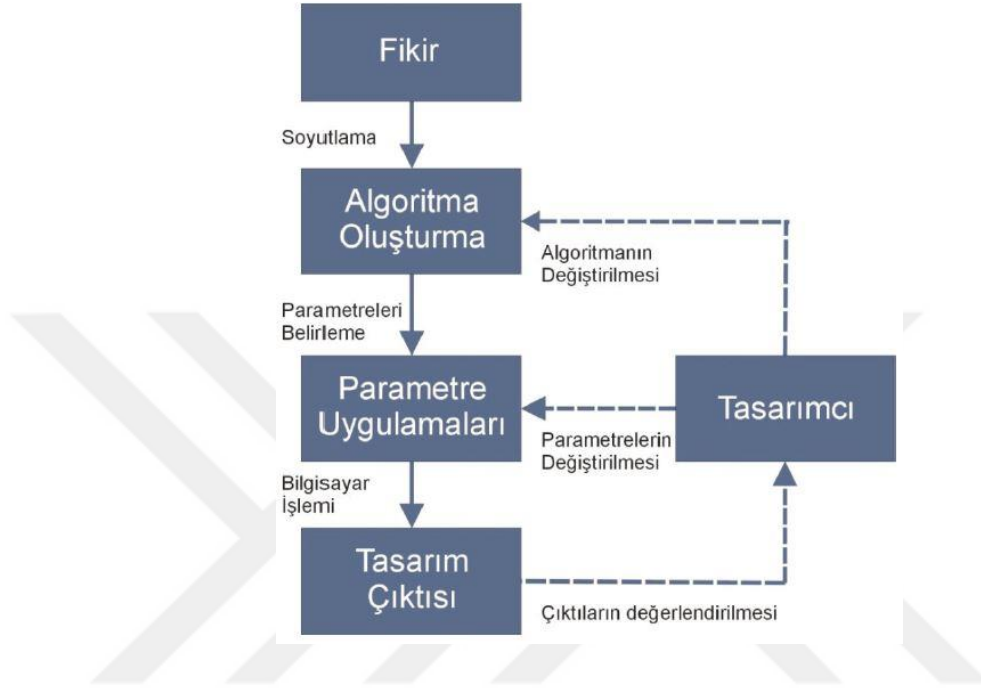 Fikir
Soyutlama
Algoritma
Oluşturma
Algoritmanın
Değiştirilmesi
Parametreleri
Belirleme
Parametre
Uygulamaları
Tasarımcı
Parametrelerin
Değiştirilmesi
Bilgisayar
İşlemi
Tasarım
Çıktısı
Çıktıların değerlendirilmesi